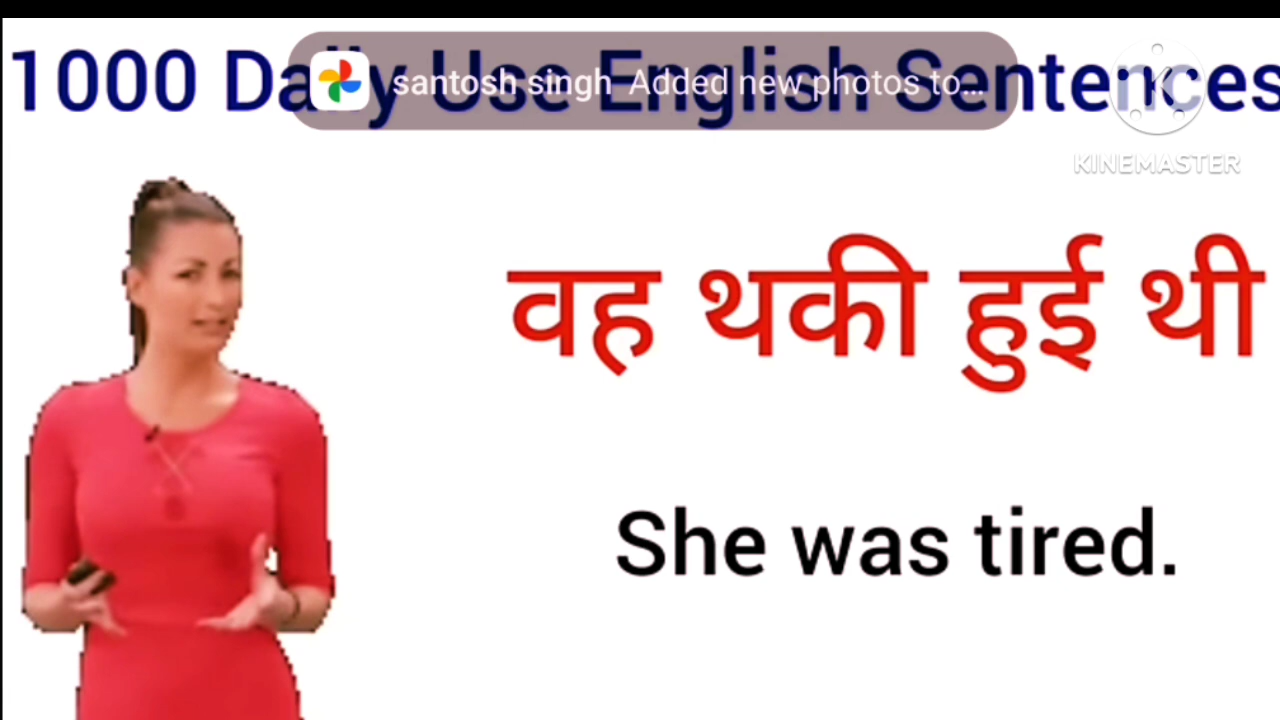 1000 Daily Use English Sentences
santosh singh Added new photos to...
KINEMASTER
वह थकी हुई थी
She was tired.